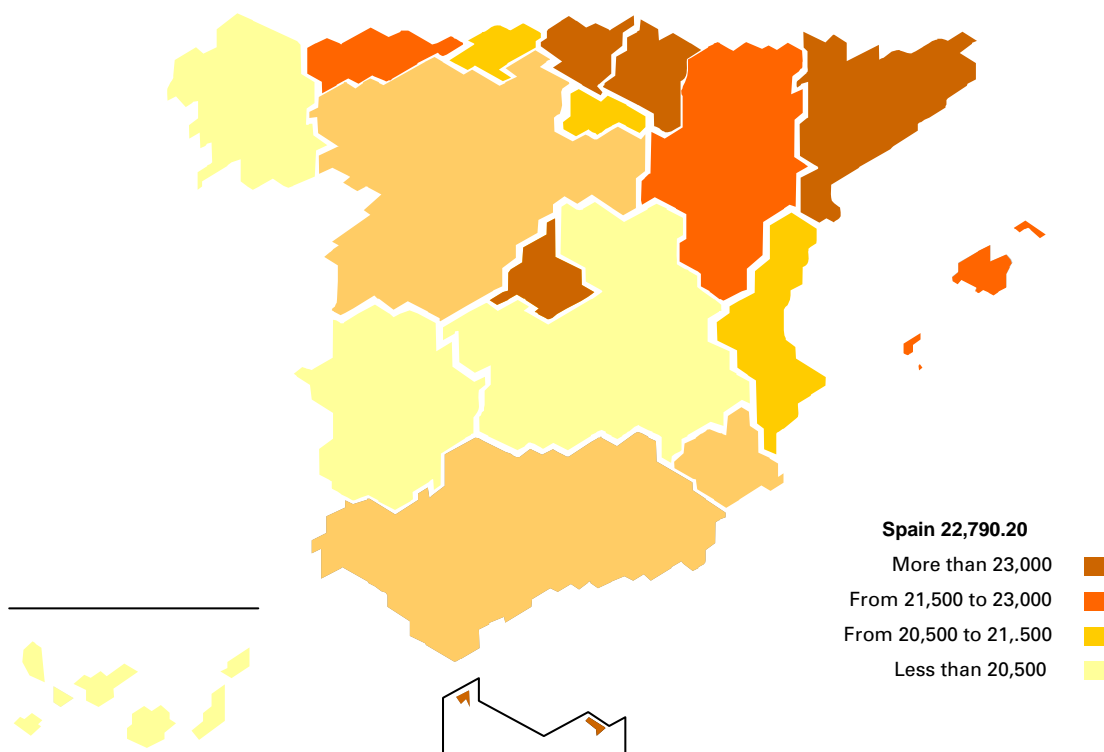 Spain 22,790.20
More than 23,000
From 21,500 to 23,000
From 20,500 to 21,.500
Less than 20,500